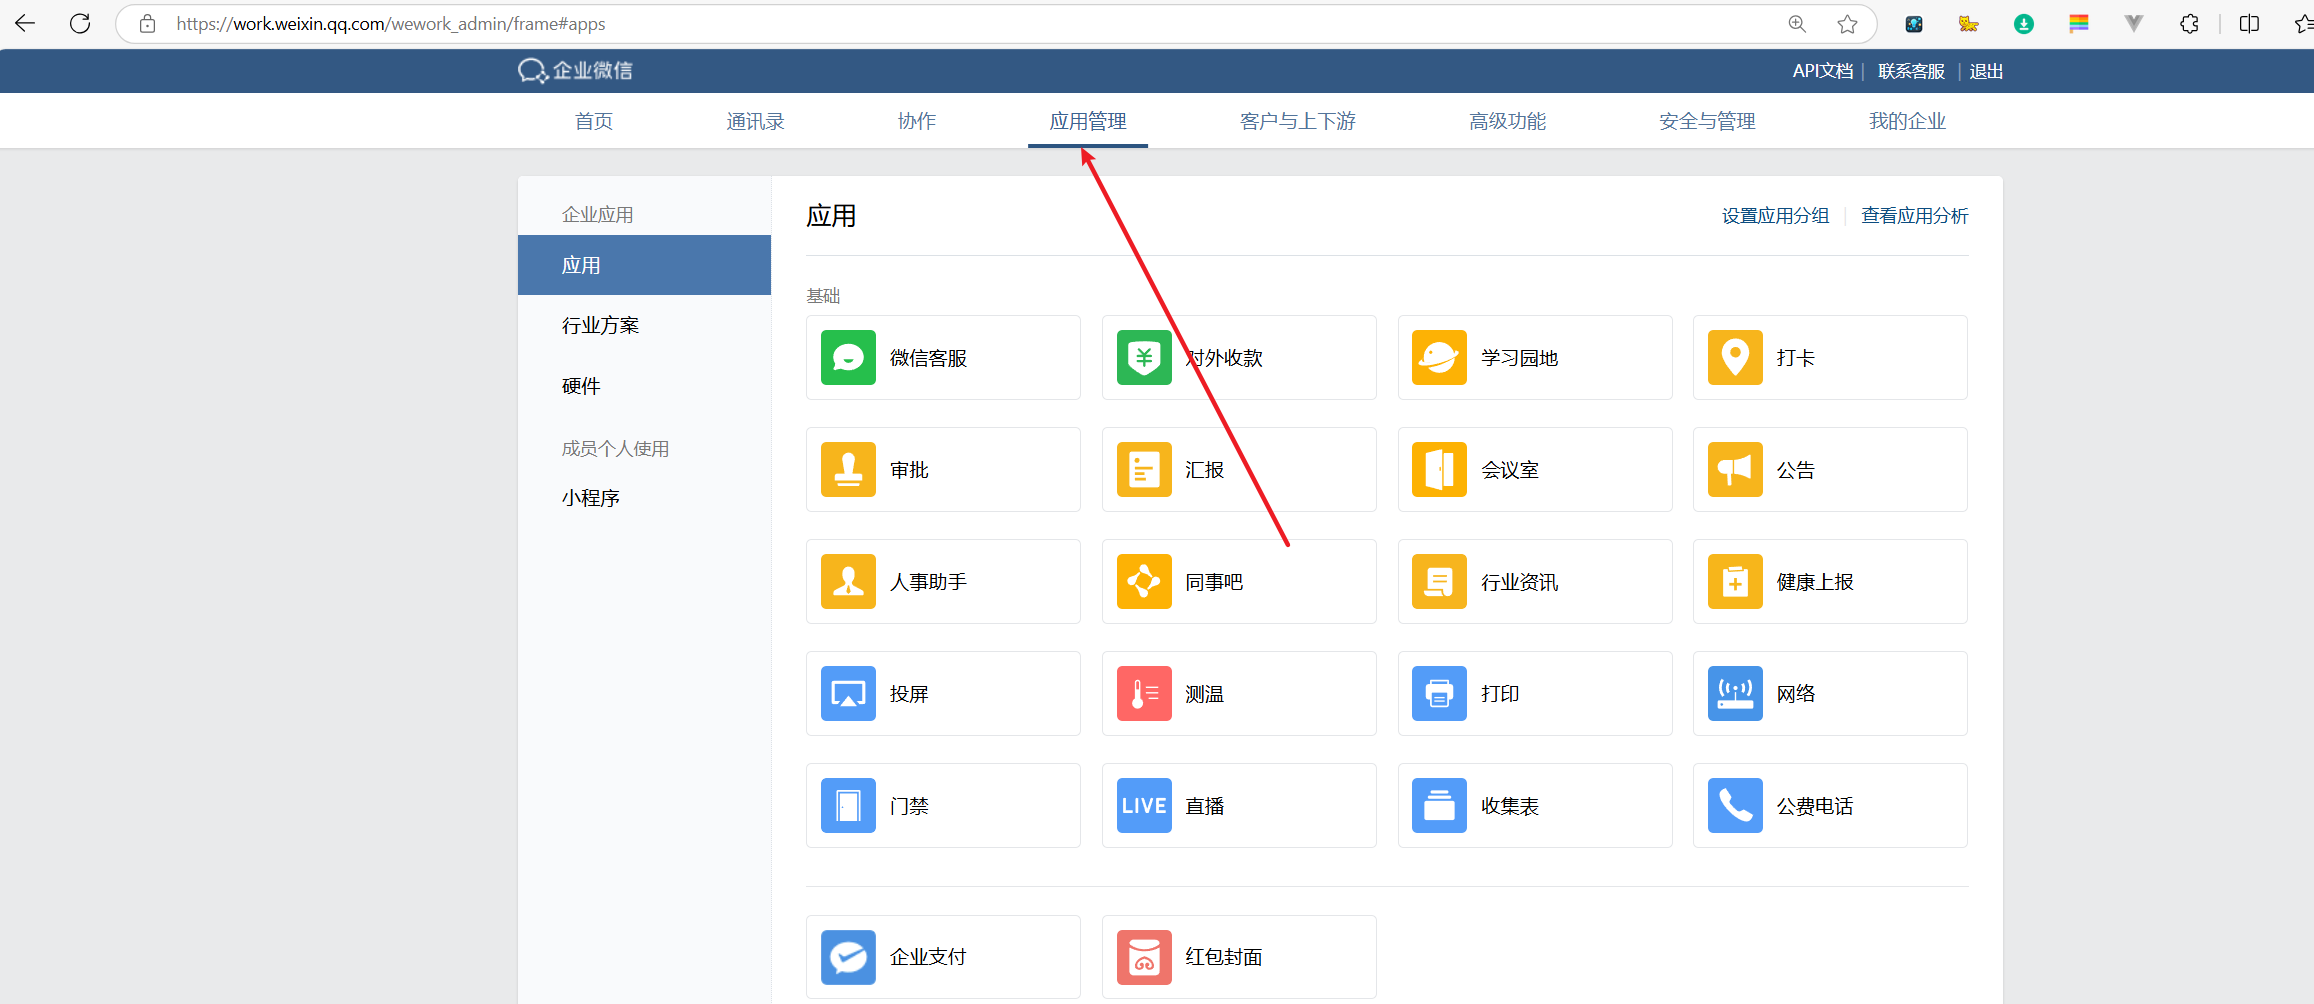 https://work.weixin.qq.com/wework_admin/frame#apps
企业微信
API文档
联系客服
退出
首页
通讯录
协作
应用管理
客户与上下游
高级功能
安全与管理
我的企业
企业应用
应用
行业方案
硬件
成员个人使用
小程序
应用
设置应用分组
查看应用分析
基础
微信客服
对外收款
学习园地
打卡
审批
汇报
会议室
公告
人事助手
同事吧
行业资讯
健康上报
投屏
测温
打印
网络
门禁
LIVE
直播
收集表
公费电话
企业支付
红包封面